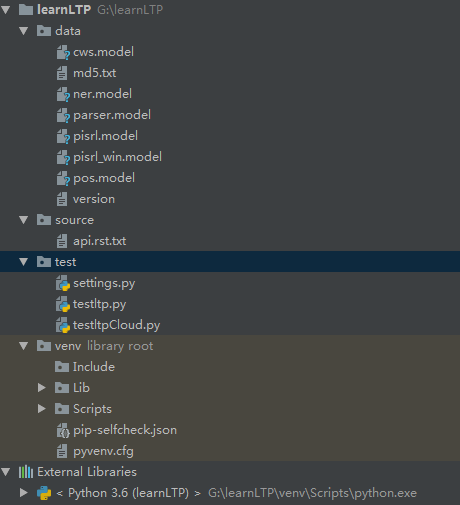 learnLTP G:\learnLTP
data
cws.model
md5.txt
ner.model
parser.model
pisrl.model
pisrl_win.model
pos.model
version
source
api.rst.txt
test
settings.py
testltp.py
testltpCloud.py
venv library root
Include
Lib
Scripts
pip-selfcheck.json
pyvenv.cfg
External Libraries
< Python 3.6 (learnLTP) > G:\learnLTP\venv\Scripts\python.exe